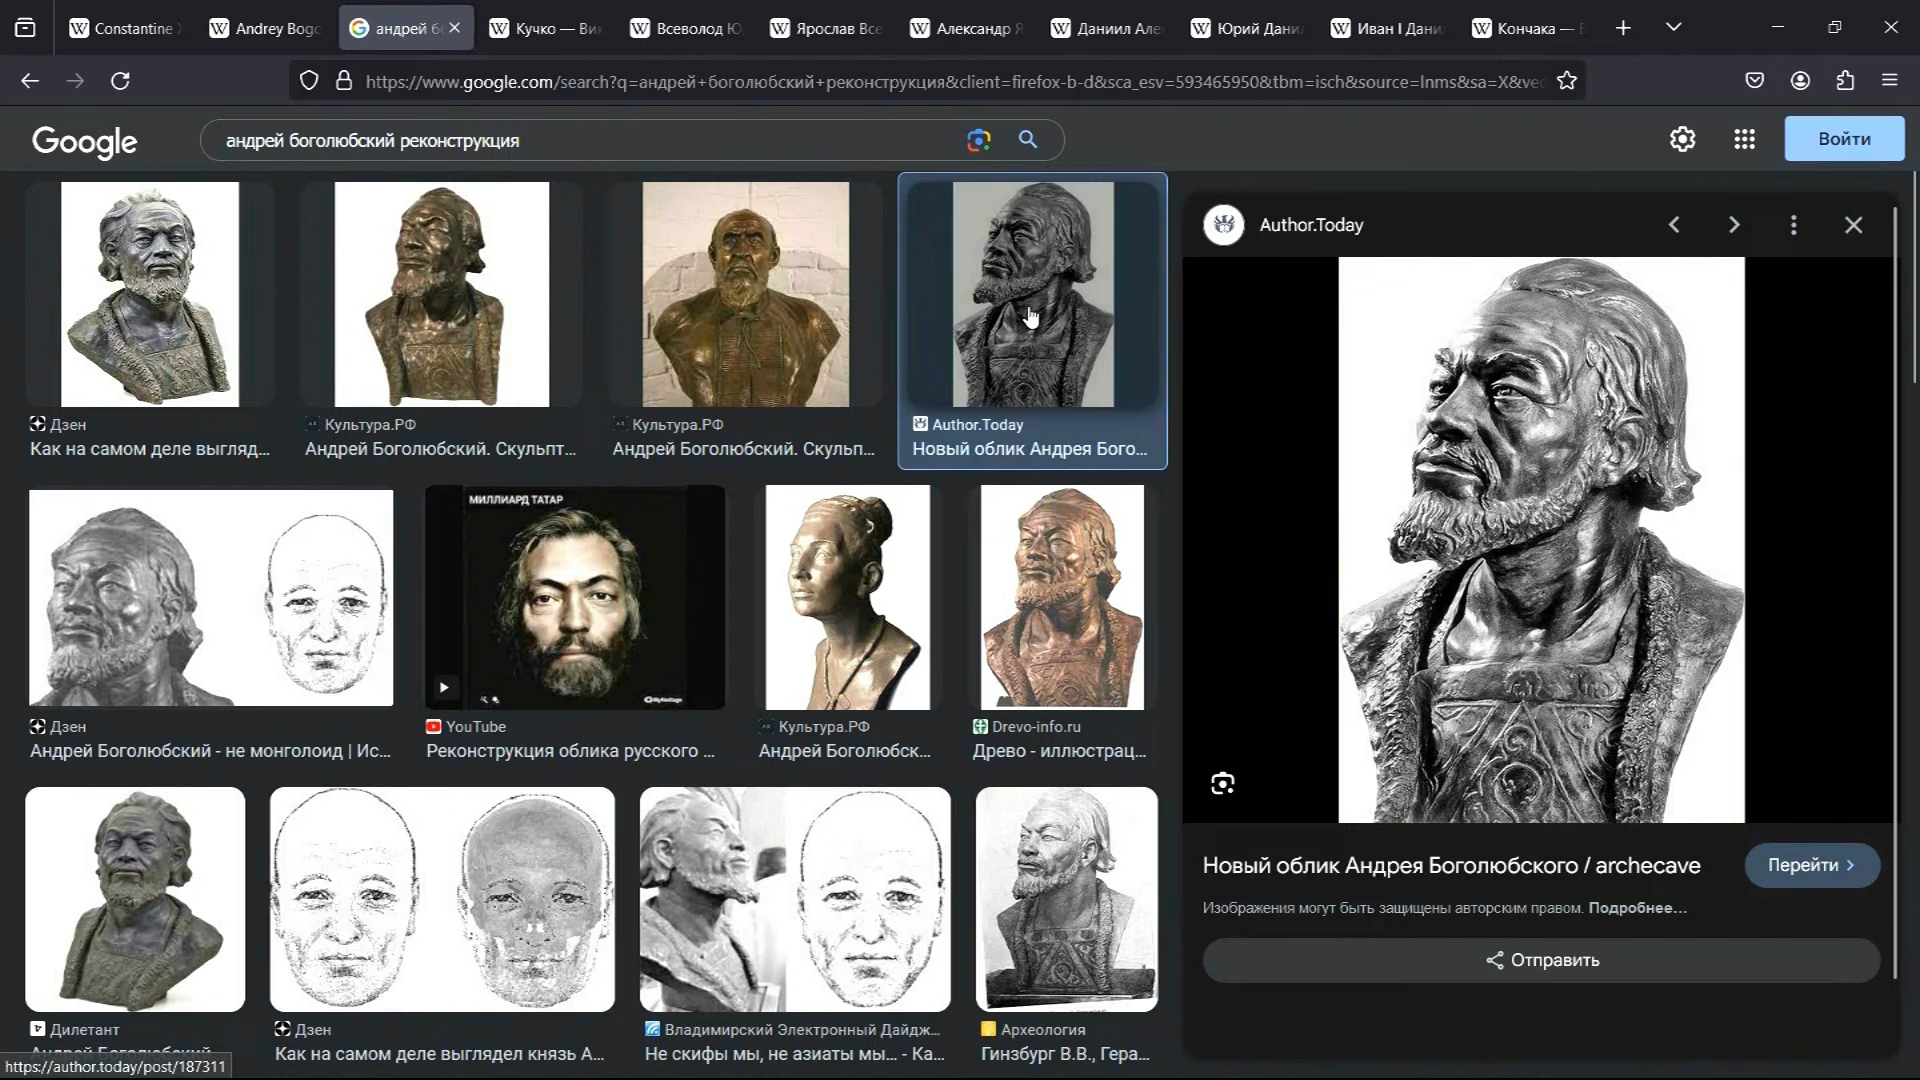 Constantine
Andrey Bogo
андрей б
Кучко — Ви
Всеволод Ю
Ярослав Все
Александр Я
Даниил Але
Юрий Дани
Иван I Дани
Кончака —
https://www.google.com/search?q=андрей+боголюбский+реконструкция&client=firefox-b-d&sca_esv=593465950&tbm=isch&source=lnms&sa=X&ved
Google
андрей боголюбский реконструкция
Войти
Дзен
Как на самом деле выгляд...
Культура.РФ
Андрей Боголюбский. Скульпт...
Культура.РФ
Андрей Боголюбский. Скульп...
Author.Today
Новый облик Андрея Бого...
МИЛЛИАРД ТАТАР
MyHeritage
Дзен
Андрей Боголюбский - не монголоид | Ис...
YouTube
Реконструкция облика русского ...
Культура.РФ
Андрей Боголюбск...
Drevo-info.ru
Древо - иллюстрац...
Дилетант
Андрей Боголюбский
Дзен
Как на самом деле выглядел князь А...
Владимирский Электронный Дайдж...
Не скифы мы, не азиаты мы... - Ка...
Археология
Гинзбург В.В., Гера...
https://author.today/post/187311
Author.Today
Новый облик Андрея Боголюбского / archecave
Перейти
Изображения могут быть защищены авторским правом. Подробнее...
Отправить